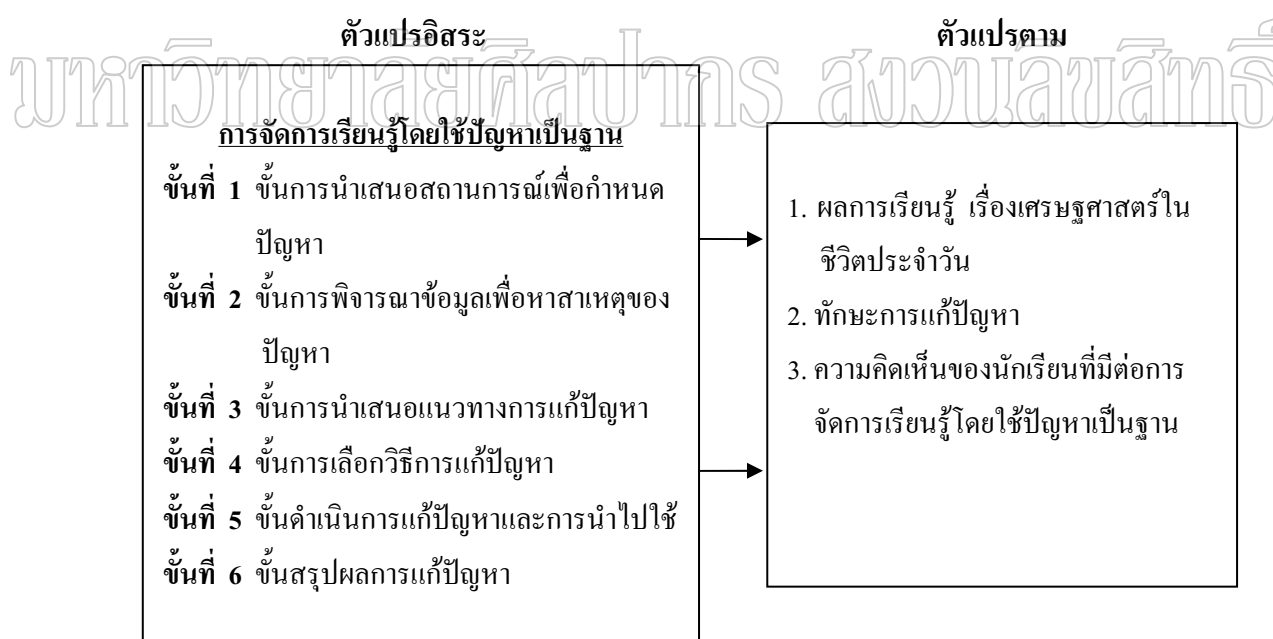 ตัวแปรอิสระ
ตัวแปรตาม
มหาวิทยาลัยศิลปากร สงวนลิขสิทธิ์
การจัดการเรียนรู้โดยใช้ปัญหาเป็นฐาน
ขั้นที่ 1 ขั้นการนำเสนอสถานการณ์เพื่อกำหนด
ปัญหา
ขั้นที่ 2 ขั้นการพิจารณาข้อมูลเพื่อหาสาเหตุของ
ปัญหา
ขั้นที่ 3 ขั้นการนำเสนอแนวทางการแก้ปัญหา
ขั้นที่ 4 ขั้นการเลือกวิธีการแก้ปัญหา
ขั้นที่ 5 ขั้นดำเนินการแก้ปัญหาและการนำไปใช้
ขั้นที่ 6 ขั้นสรุปผลการแก้ปัญหา
1. ผลการเรียนรู้ เรื่องเศรษฐศาสตร์ใน
ชีวิตประจำวัน
2. ทักษะการแก้ปัญหา
3. ความคิดเห็นของนักเรียนที่มีต่อการ
จัดการเรียนรู้โดยใช้ปัญหาเป็นฐาน